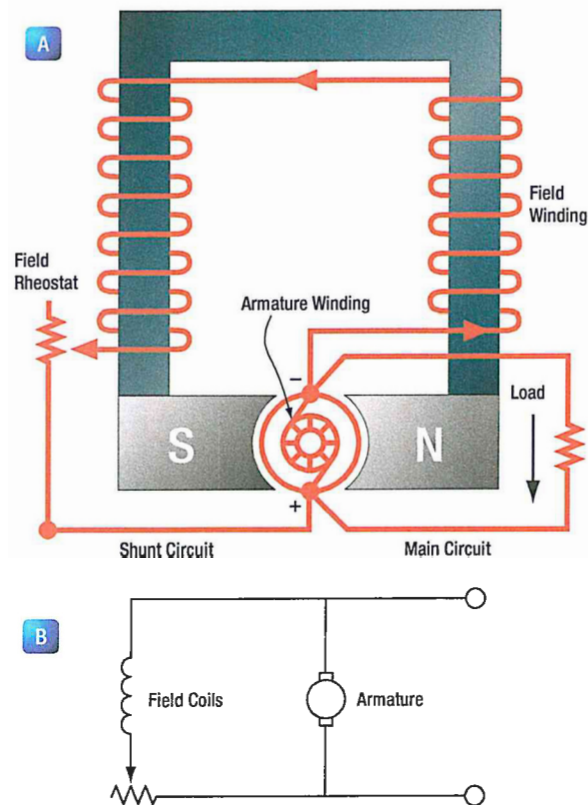 A
Field
Winding
Field
Rheostat
Armature Winding
−
Load
S
N
+
Shunt Circuit
Main Circuit
B
Field Coils
Armature